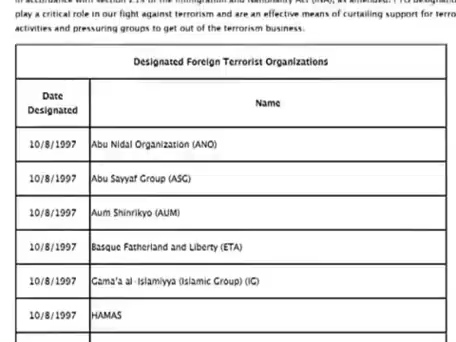 play a critical role in our fight against terrorism and are an effective means of curtailing support for terro
activities and pressuring groups to get out of the terrorism business.
Designated Foreign Terrorist Organizations
Date
Designated
Name
10/8/1997 Abu Nidal Organization (ANO)
10/8/1997 Abu Sayyaf Group (ASG)
10/8/1997 Aum Shinrikyo (AUM)
10/8/1997 Basque Fatherland and Liberty (ETA)
10/8/1997 Gama'a al-Islamiyya (Islamic Group) (IG)
10/8/1997 HAMAS